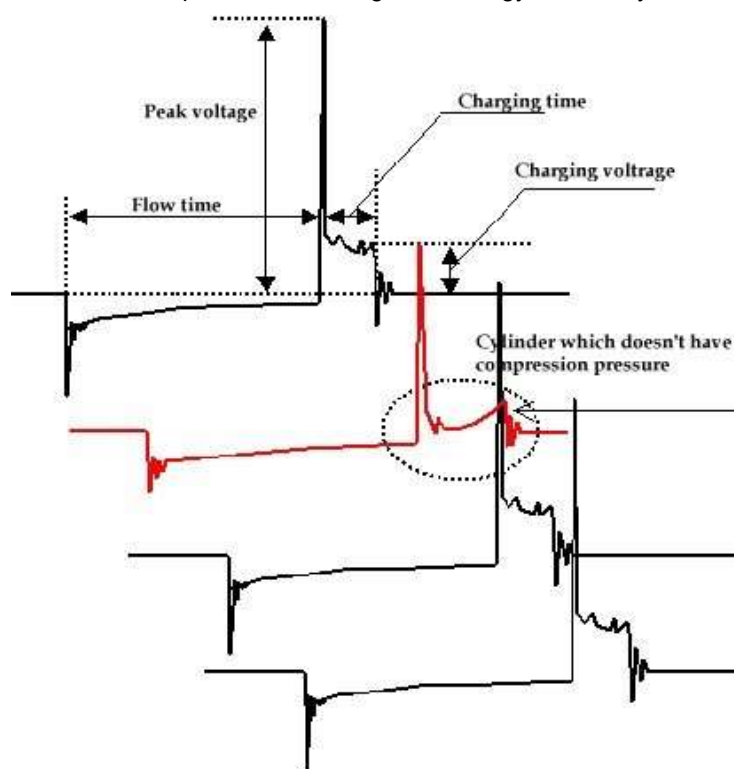 Charging time
Peak voltage
Charging voltrage
Flow time
Cylinder which doesn't have
compression pressure